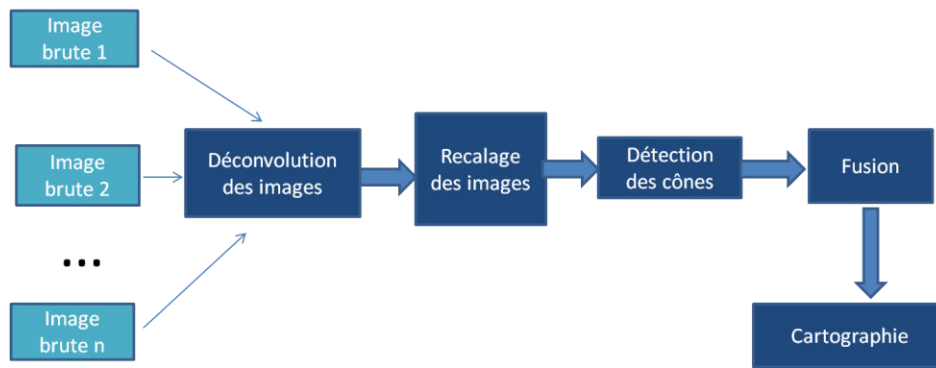 Image
brute 1
Image
brute 2
...
Image
brute n
Déconvolution
des images
Recalage
des images
Détection
des cônes
Fusion
Cartographie